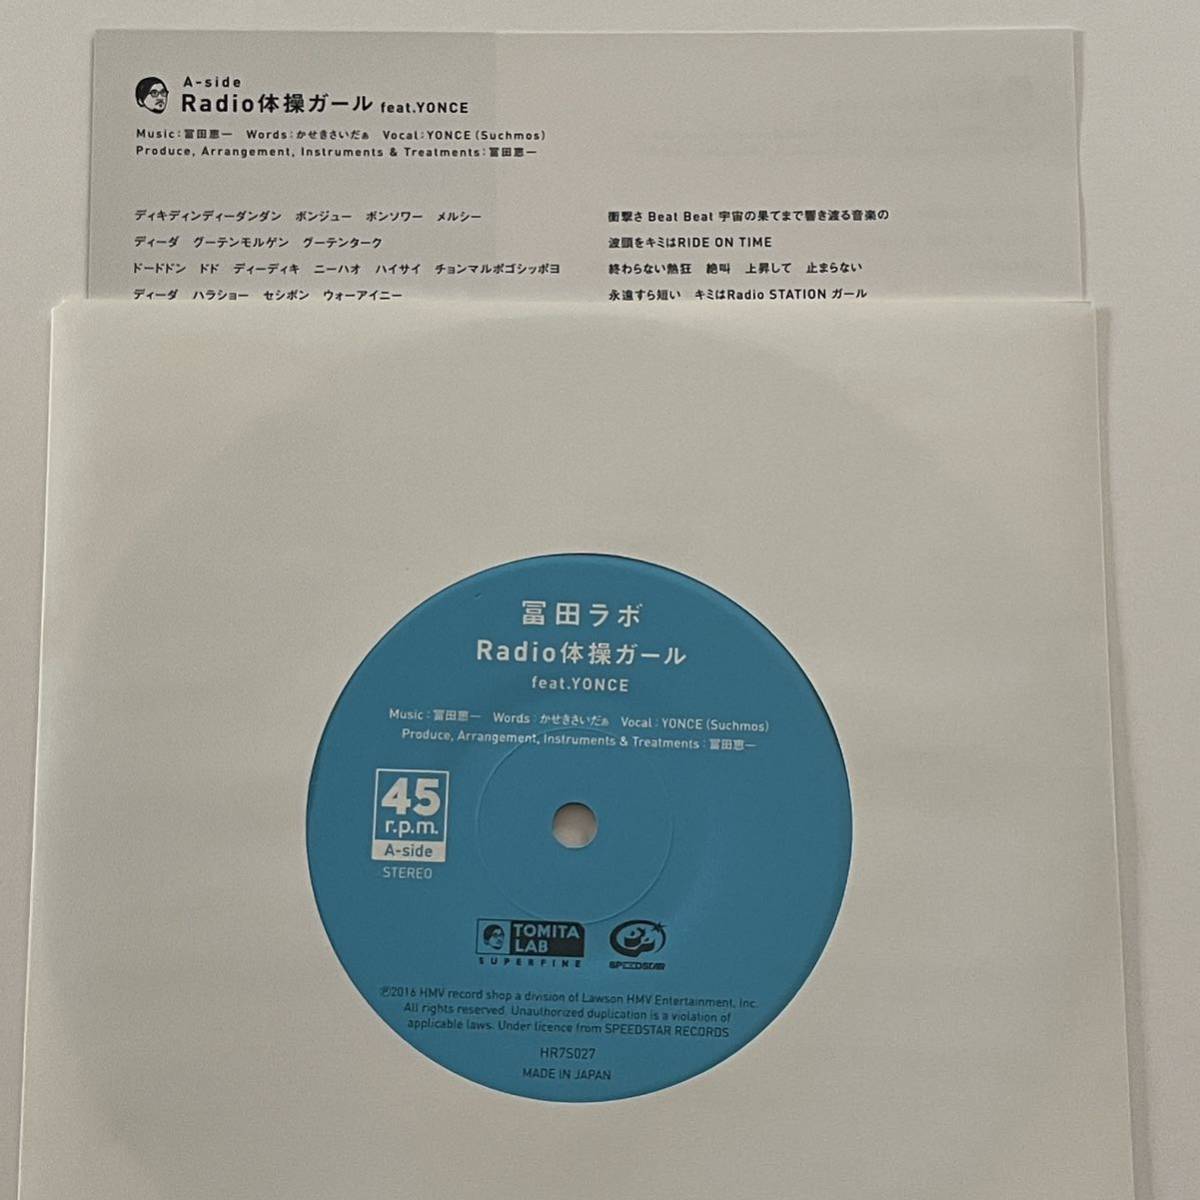 A-side
Radio体操ガール feat.YONCE
Music：冨田恵一　Words：かせきさいだぁ　Vocal：YONCE (Suchmos)
Produce, Arrangement, Instruments & Treatments：冨田恵一
ディキディンディーダンダン　ボンジュー　ボンソワー　メルシー
ディーダ　グーテンモルゲン　グーテンターク
ドードドン　ドド　ディーディキ　ニーハオ　ハイサイ　チョンマルポゴシッポヨ
ディーダ　ハラショー　セシボン　ウォーアイニー
衝撃さ Beat Beat 宇宙の果てまで響き渡る音楽の
波頭をキミはRIDE ON TIME
終わらない熱狂　絶叫　上昇して　止まらない
永遠すら短い　キミはRadio STATION ガール
冨田ラボ
Radio体操ガール
feat.YONCE
Music：冨田恵一　Words：かせきさいだぁ　Vocal：YONCE (Suchmos)
Produce, Arrangement, Instruments & Treatments：冨田恵一
45
r.p.m.
A-side
STEREO
TOMITA
LAB
SUPERFINE
SPEEDSTAR
℗2016 HMV record shop a division of Lawson HMV Entertainment, Inc.
All rights reserved. Unauthorized duplication is a violation of
applicable laws. Under licence from SPEEDSTAR RECORDS
HR7S027
MADE IN JAPAN